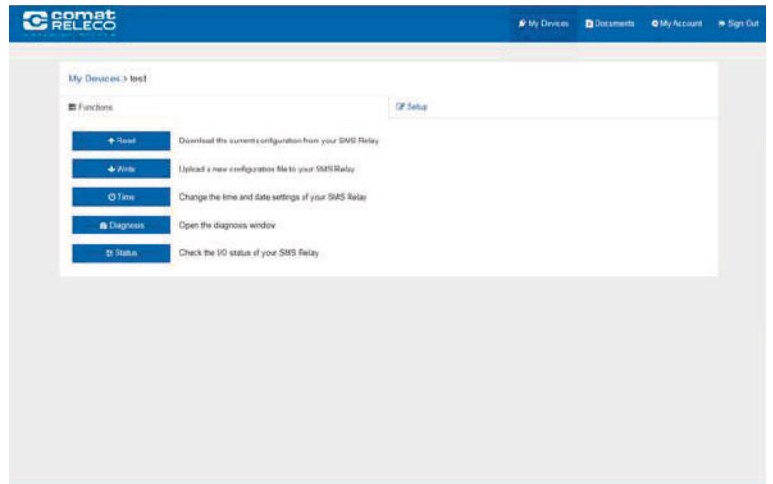 comat
RELECO
My Devices
Documents
My Account
Sign Out
My Devices > test
Functions
Setup
Read
Download the current configuration from your SMS Relay
Write
Upload a new configuration file to your SMS Relay
Time
Change the time and date settings of your SMS Relay
Diagnosis
Open the diagnosis window
Status
Check the I/O status of your SMS Relay